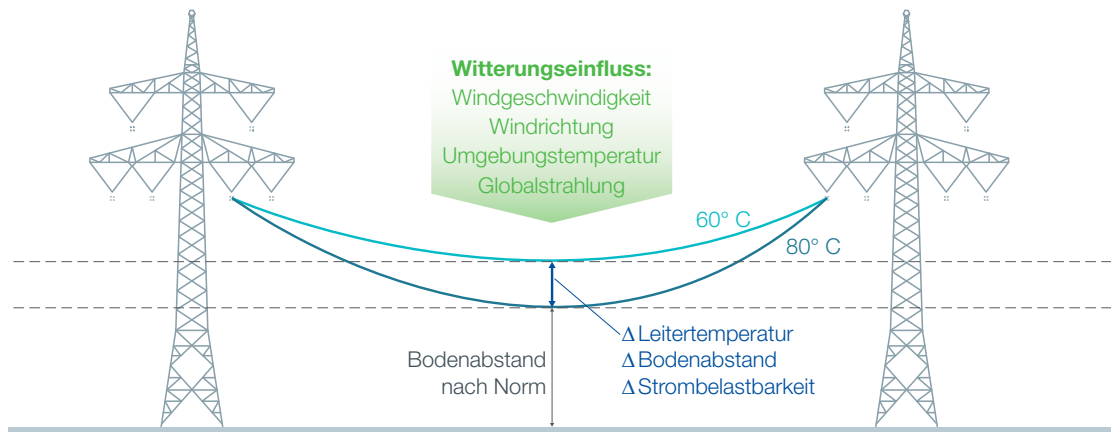 Witterungseinfluss:
Windgeschwindigkeit
Windrichtung
Umgebungstemperatur
Globalstrahlung
60° C
80° C
Bodenabstand
nach Norm
Δ Leitertemperatur
Δ Bodenabstand
Δ Strombelastbarkeit